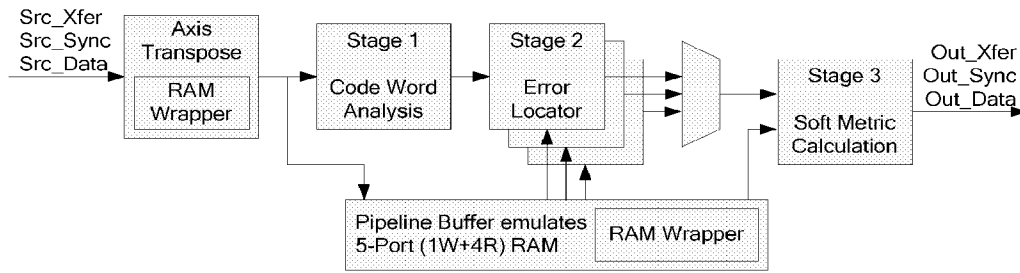 Src_Xfer
Src_Sync
Src_Data
Axis
Transpose
RAM
Wrapper
Stage 1
Code Word
Analysis
Stage 2
Error
Locator
Stage 3
Soft Metric
Calculation
Out_Xfer
Out_Sync
Out_Data
Pipeline Buffer emulates
5-Port (1W+4R) RAM
RAM Wrapper